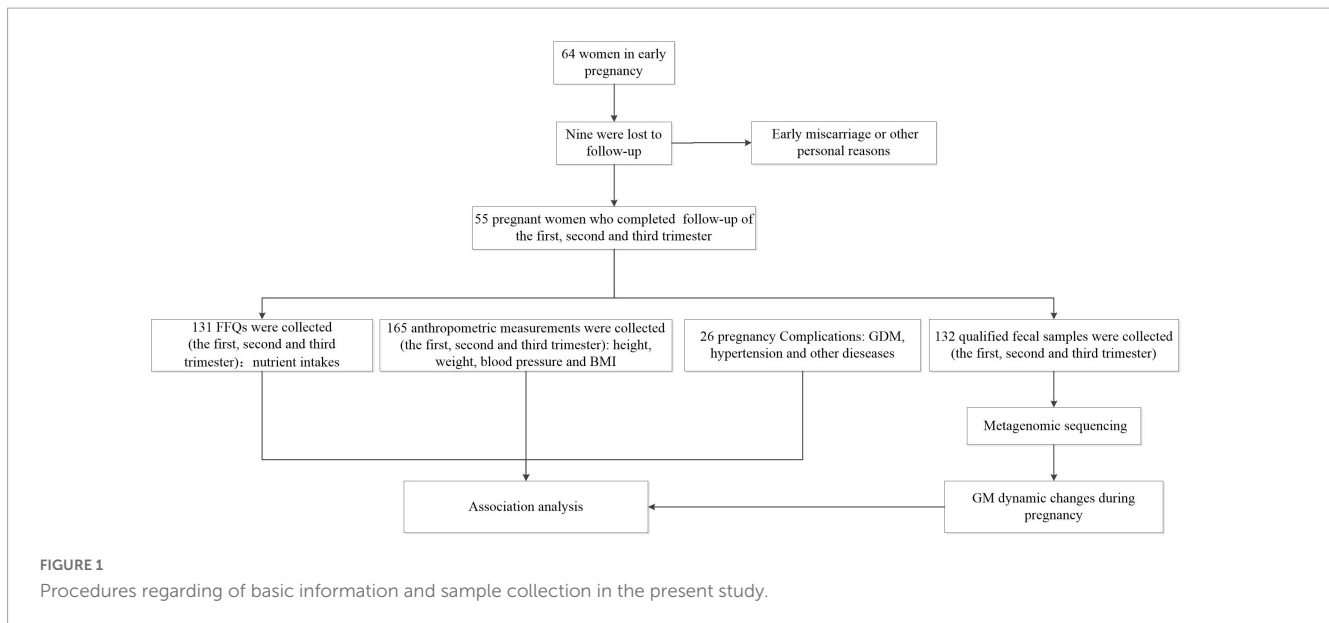 64 women in early
pregnancy
Nine were lost to
follow-up
Early miscarriage or other
personal reasons
55 pregnant women who completed follow-up of
the first, second and third trimester
131 FFQs were collected
(the first, second and third
trimester)：nutrient intakes
165 anthropometric measurements were collected
(the first, second and third trimester): height,
weight, blood pressure and BMI
26 pregnancy Complications: GDM,
hypertension and other dieseases
132 qualified fecal samples were collected
(the first, second and third trimester)
Metagenomic sequencing
Association analysis
GM dynamic changes during
pregnancy
FIGURE 1
Procedures regarding of basic information and sample collection in the present study.